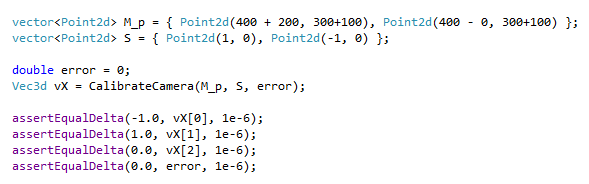 vector<Point2d> M_p = { Point2d(400 + 200, 300+100), Point2d(400 - 0, 300+100) };
vector<Point2d> S = { Point2d(1, 0), Point2d(-1, 0) };
double error = 0;
Vec3d vX = CalibrateCamera(M_p, S, error);
assertEqualDelta(-1.0, vX[0], 1e-6);
assertEqualDelta(1.0, vX[1], 1e-6);
assertEqualDelta(0.0, vX[2], 1e-6);
assertEqualDelta(0.0, error, 1e-6);